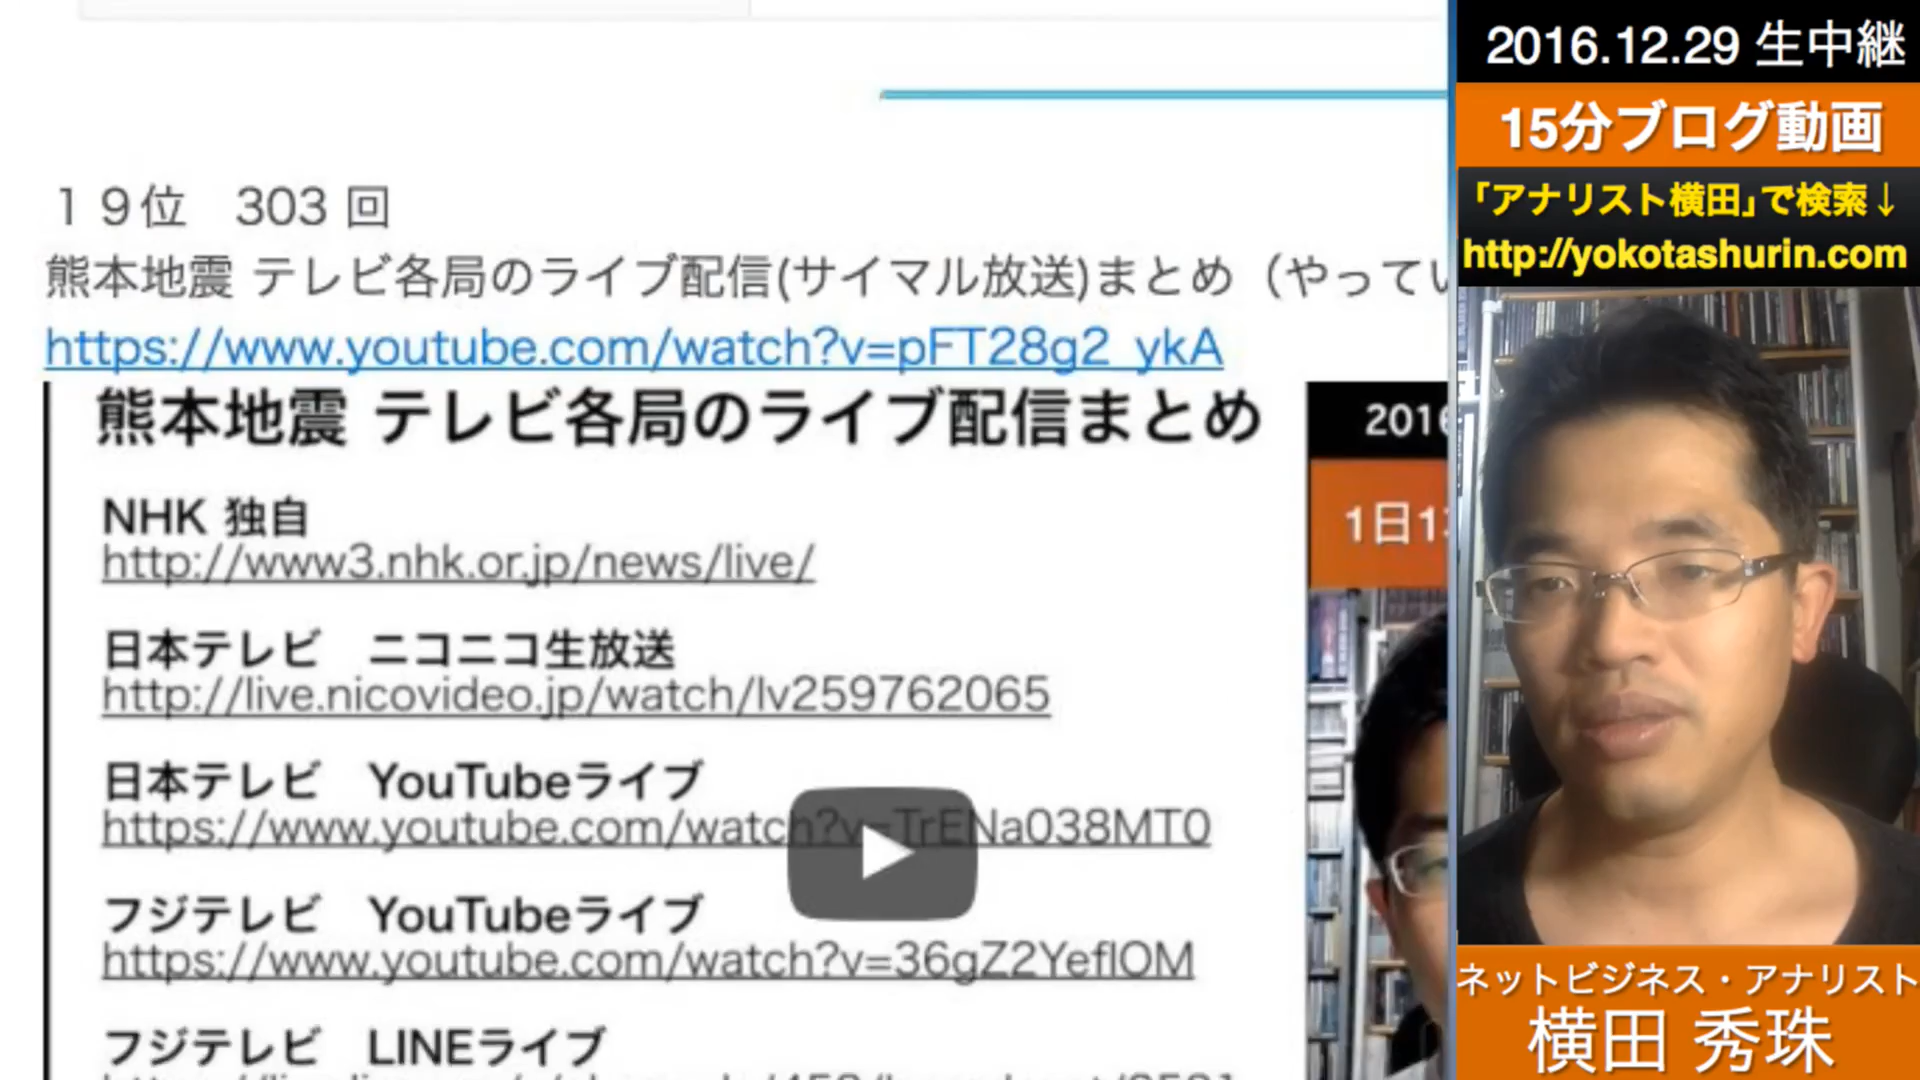 １９位　303 回
熊本地震 テレビ各局のライブ配信(サイマル放送)まとめ（やってい
https://www.youtube.com/watch?v=pFT28g2_ykA
熊本地震 テレビ各局のライブ配信まとめ
NHK 独自
http://www3.nhk.or.jp/news/live/
日本テレビ　ニコニコ生放送
http://live.nicovideo.jp/watch/lv259762065
日本テレビ　YouTubeライブ
https://www.youtube.com/watch?v=TrENa038MT0
フジテレビ　YouTubeライブ
https://www.youtube.com/watch?v=36gZ2YeflOM
フジテレビ　LINEライブ
2016
1日1
2016.12.29 生中継
15分ブログ動画
「アナリスト横田」で検索↓
http://yokotashurin.com
ネットビジネス・アナリスト
横田 秀珠